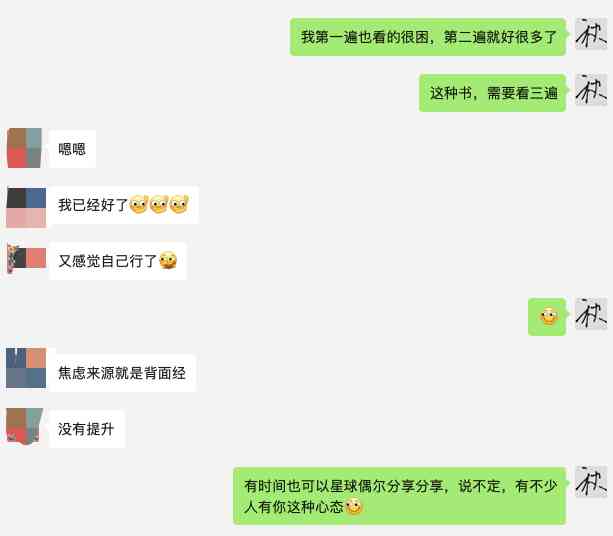 我第一遍也看的很困，第二遍就好很多了
这种书，需要看三遍
嗯嗯
我已经好了
又感觉自己行了
焦虑来源就是背面经
没有提升
有时间也可以星球偶尔分享分享，说不定，有不少
人有你这种心态